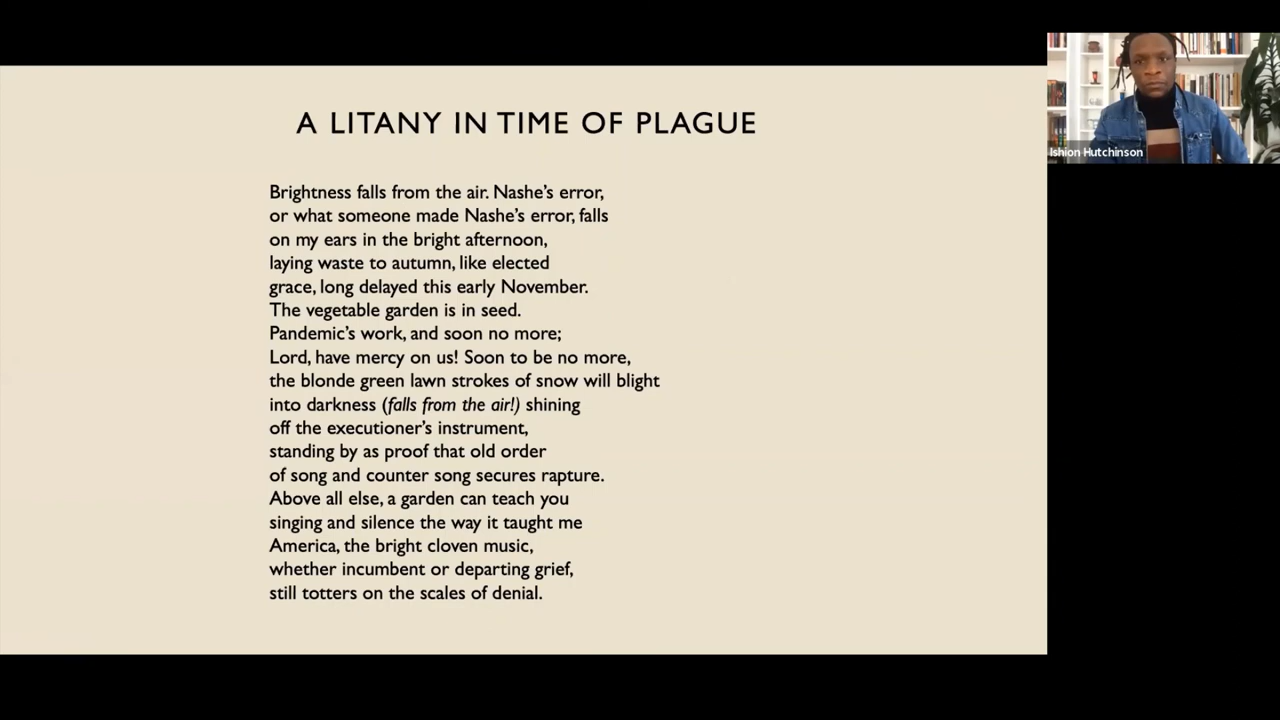 A LITANY IN TIME OF PLAGUE
Brightness falls from the air. Nashe’s error,
or what someone made Nashe’s error, falls
on my ears in the bright afternoon,
laying waste to autumn, like elected
grace, long delayed this early November.
The vegetable garden is in seed.
Pandemic’s work, and soon no more;
Lord, have mercy on us! Soon to be no more,
the blonde green lawn strokes of snow will blight
into darkness (falls from the air!) shining
off the executioner’s instrument,
standing by as proof that old order
of song and counter song secures rapture.
Above all else, a garden can teach you
singing and silence the way it taught me
America, the bright cloven music,
whether incumbent or departing grief,
still totters on the scales of denial.
Ishion Hutchinson